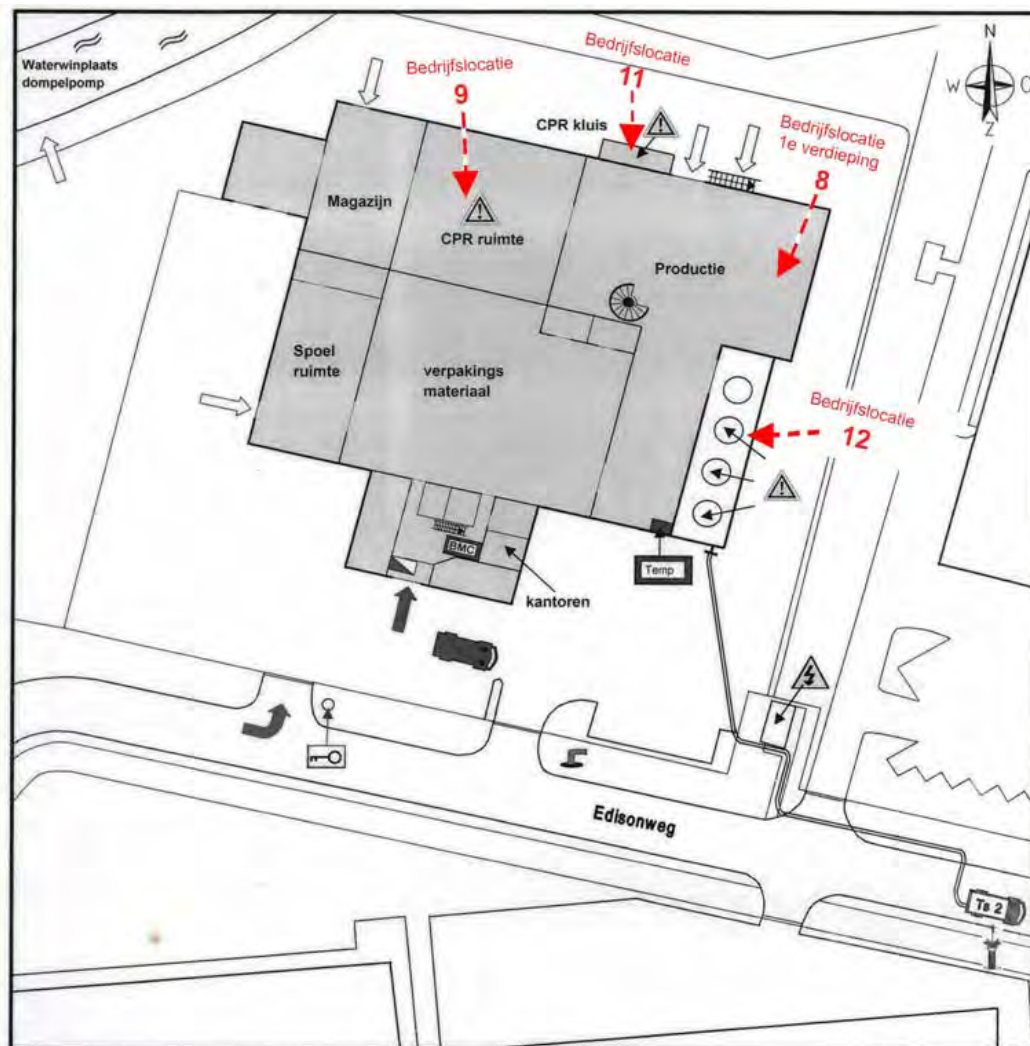 Waterwinplaats
dompelpomp
Bedrijfslocatie
9
Bedrijfslocatie
11
CPR kluis
Bedrijfslocatie
1e verdieping
8
N
W
O
Z
Magazijn
CPR ruimte
Productie
Spoel
ruimte
verpakings
materiaal
Bedrijfslocatie
12
BMC
Temp
kantoren
Edisonweg
Ts 2